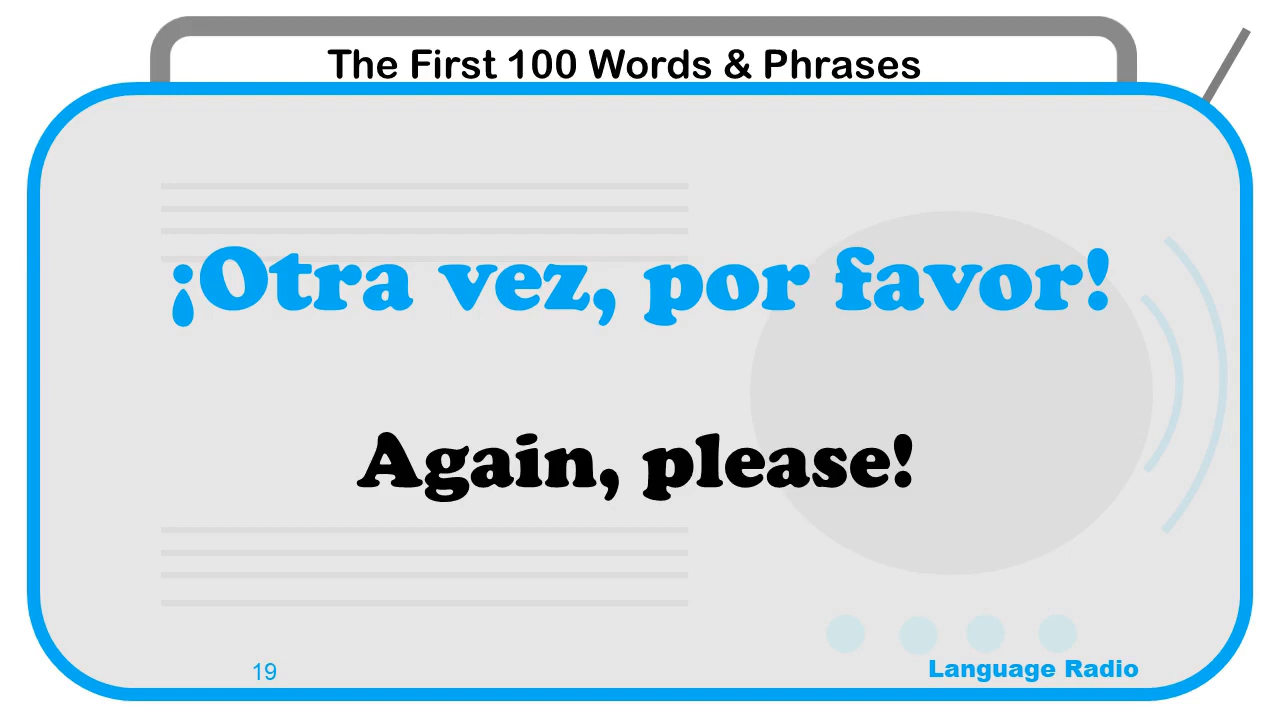 The First 100 Words & Phrases
¡Otra vez, por favor!
Again, please!
19
Language Radio